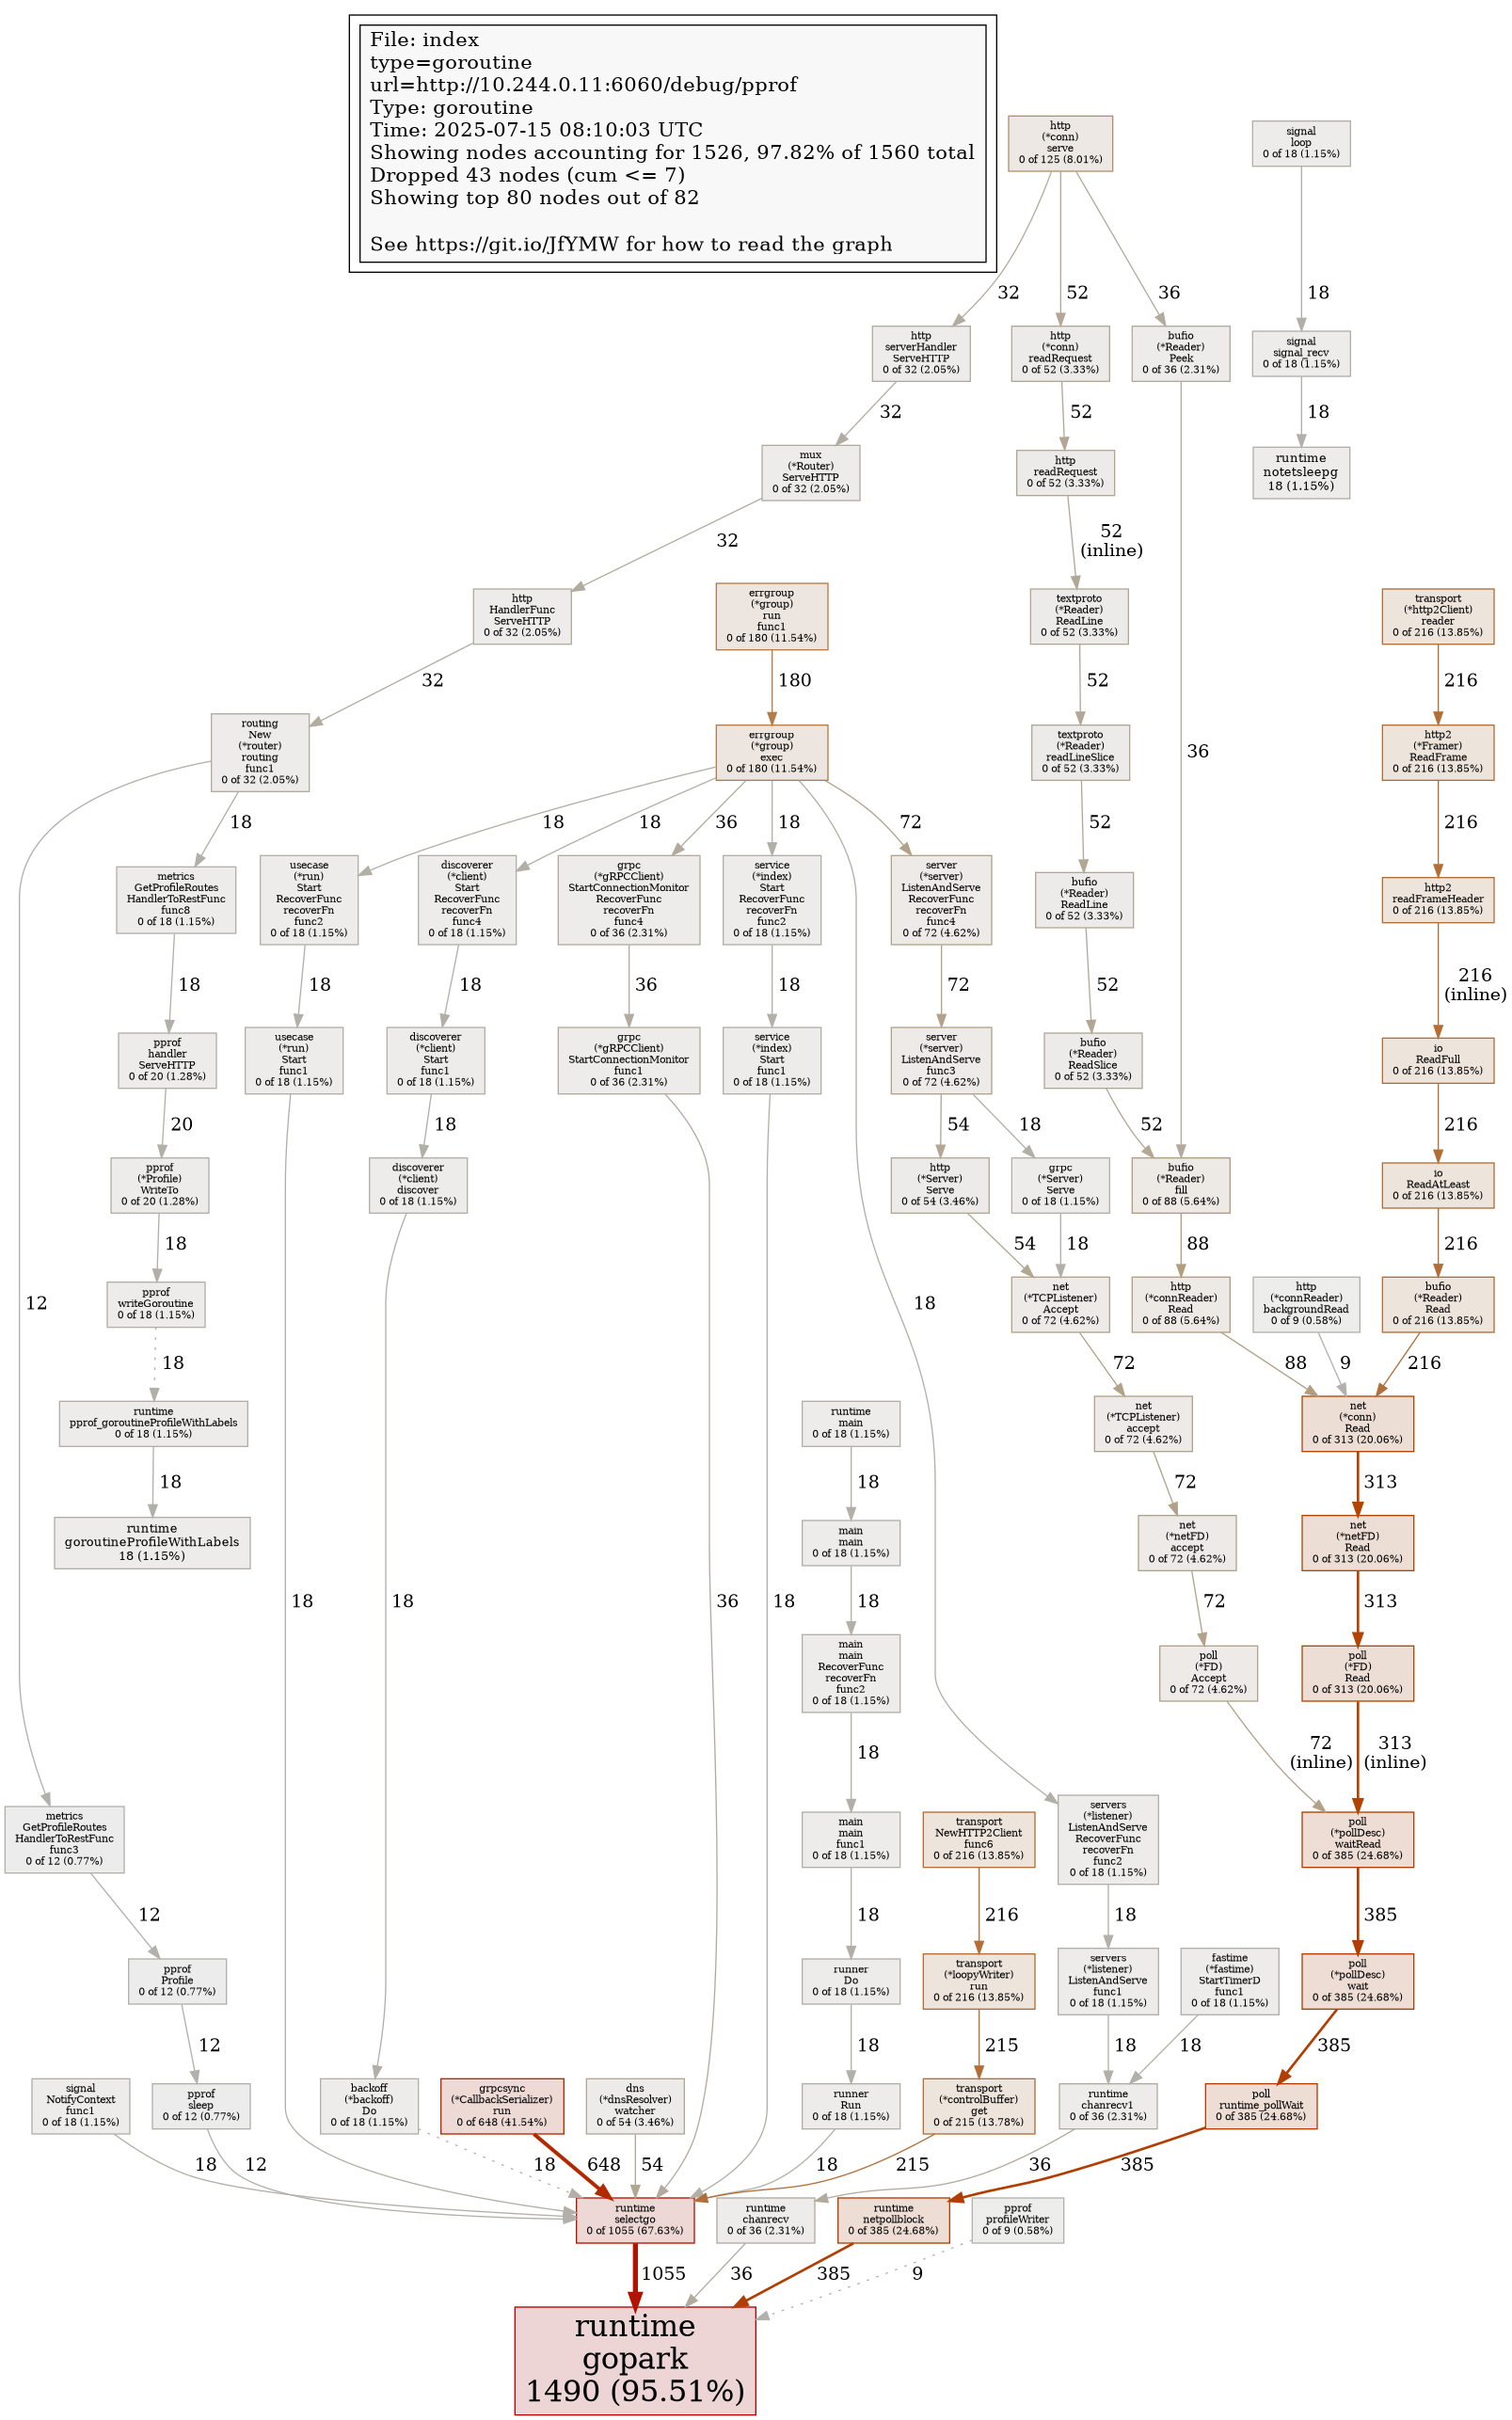 File: index
type=goroutine
url=http://10.244.0.11:6060/debug/pprof
Type: goroutine
Time: 2025-07-15 08:10:03 UTC
Showing nodes accounting for 1526, 97.82% of 1560 total
Dropped 43 nodes (cum <= 7)
Showing top 80 nodes out of 82
See https://git.io/JfYMW for how to read the graph
http
(*conn)
serve
0 of 125 (8.01%)
signal
loop
0 of 18 (1.15%)
32
52
36
18
http
serverHandler
ServeHTTP
0 of 32 (2.05%)
http
(*conn)
readRequest
0 of 52 (3.33%)
bufio
(*Reader)
Peek
0 of 36 (2.31%)
signal
signal_recv
0 of 18 (1.15%)
32
52
18
mux
(*Router)
ServeHTTP
0 of 32 (2.05%)
http
readRequest
0 of 52 (3.33%)
runtime
notetsleepg
18 (1.15%)
32
52
(inline)
http
HandlerFunc
ServeHTTP
0 of 32 (2.05%)
errgroup
(*group)
run
func1
0 of 180 (11.54%)
textproto
(*Reader)
ReadLine
0 of 52 (3.33%)
transport
(*http2Client)
reader
0 of 216 (13.85%)
32
180
52
216
routing
New
(*router)
routing
func1
0 of 32 (2.05%)
errgroup
(*group)
exec
0 of 180 (11.54%)
textproto
(*Reader)
readLineSlice
0 of 52 (3.33%)
36
http2
(*Framer)
ReadFrame
0 of 216 (13.85%)
18
18
18
36
18
72
52
216
metrics
GetProfileRoutes
HandlerToRestFunc
func8
0 of 18 (1.15%)
usecase
(*run)
Start
RecoverFunc
recoverFn
func2
0 of 18 (1.15%)
discoverer
(*client)
Start
RecoverFunc
recoverFn
func4
0 of 18 (1.15%)
grpc
(*gRPCClient)
StartConnectionMonitor
RecoverFunc
recoverFn
func4
0 of 36 (2.31%)
service
(*index)
Start
RecoverFunc
recoverFn
func2
0 of 18 (1.15%)
server
(*server)
ListenAndServe
RecoverFunc
recoverFn
func4
0 of 72 (4.62%)
bufio
(*Reader)
ReadLine
0 of 52 (3.33%)
http2
readFrameHeader
0 of 216 (13.85%)
18
18
18
36
18
72
52
216
(inline)
pprof
handler
ServeHTTP
0 of 20 (1.28%)
usecase
(*run)
Start
func1
0 of 18 (1.15%)
discoverer
(*client)
Start
func1
0 of 18 (1.15%)
grpc
(*gRPCClient)
StartConnectionMonitor
func1
0 of 36 (2.31%)
service
(*index)
Start
func1
0 of 18 (1.15%)
server
(*server)
ListenAndServe
func3
0 of 72 (4.62%)
bufio
(*Reader)
ReadSlice
0 of 52 (3.33%)
io
ReadFull
0 of 216 (13.85%)
20
18
54
18
52
216
pprof
(*Profile)
WriteTo
0 of 20 (1.28%)
discoverer
(*client)
discover
0 of 18 (1.15%)
http
(*Server)
Serve
0 of 54 (3.46%)
grpc
(*Server)
Serve
0 of 18 (1.15%)
bufio
(*Reader)
fill
0 of 88 (5.64%)
io
ReadAtLeast
0 of 216 (13.85%)
18
54
18
88
216
12
pprof
writeGoroutine
0 of 18 (1.15%)
18
net
(*TCPListener)
Accept
0 of 72 (4.62%)
http
(*connReader)
Read
0 of 88 (5.64%)
http
(*connReader)
backgroundRead
0 of 9 (0.58%)
bufio
(*Reader)
Read
0 of 216 (13.85%)
18
72
88
9
216
runtime
pprof_goroutineProfileWithLabels
0 of 18 (1.15%)
runtime
main
0 of 18 (1.15%)
net
(*TCPListener)
accept
0 of 72 (4.62%)
net
(*conn)
Read
0 of 313 (20.06%)
18
18
72
313
runtime
goroutineProfileWithLabels
18 (1.15%)
main
main
0 of 18 (1.15%)
net
(*netFD)
accept
0 of 72 (4.62%)
net
(*netFD)
Read
0 of 313 (20.06%)
18
18
36
18
18
72
313
main
main
RecoverFunc
recoverFn
func2
0 of 18 (1.15%)
poll
(*FD)
Accept
0 of 72 (4.62%)
poll
(*FD)
Read
0 of 313 (20.06%)
18
72
(inline)
313
(inline)
metrics
GetProfileRoutes
HandlerToRestFunc
func3
0 of 12 (0.77%)
main
main
func1
0 of 18 (1.15%)
transport
NewHTTP2Client
func6
0 of 216 (13.85%)
servers
(*listener)
ListenAndServe
RecoverFunc
recoverFn
func2
0 of 18 (1.15%)
poll
(*pollDesc)
waitRead
0 of 385 (24.68%)
12
18
216
18
385
pprof
Profile
0 of 12 (0.77%)
runner
Do
0 of 18 (1.15%)
transport
(*loopyWriter)
run
0 of 216 (13.85%)
servers
(*listener)
ListenAndServe
func1
0 of 18 (1.15%)
fastime
(*fastime)
StartTimerD
func1
0 of 18 (1.15%)
poll
(*pollDesc)
wait
0 of 385 (24.68%)
12
18
215
18
18
385
signal
NotifyContext
func1
0 of 18 (1.15%)
pprof
sleep
0 of 12 (0.77%)
backoff
(*backoff)
Do
0 of 18 (1.15%)
grpcsync
(*CallbackSerializer)
run
0 of 648 (41.54%)
dns
(*dnsResolver)
watcher
0 of 54 (3.46%)
runner
Run
0 of 18 (1.15%)
transport
(*controlBuffer)
get
0 of 215 (13.78%)
runtime
chanrecv1
0 of 36 (2.31%)
poll
runtime_pollWait
0 of 385 (24.68%)
18
12
18
648
54
18
215
36
385
runtime
selectgo
0 of 1055 (67.63%)
runtime
chanrecv
0 of 36 (2.31%)
runtime
netpollblock
0 of 385 (24.68%)
pprof
profileWriter
0 of 9 (0.58%)
1055
36
385
9
runtime
gopark
1490 (95.51%)